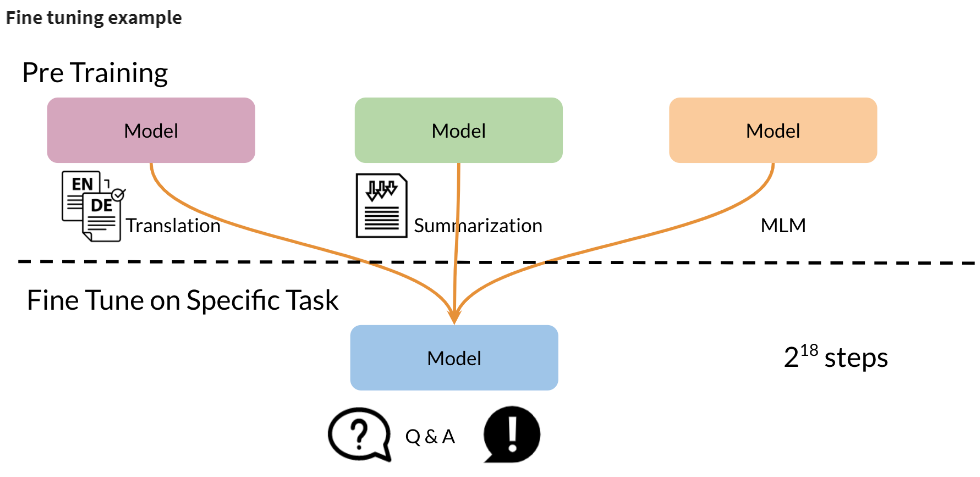 Fine tuning example
Pre Training
Model
Model
Model
EN
DE
Translation
Summarization
MLM
Fine Tune on Specific Task
Model
2¹⁸ steps
?
Q & A
!